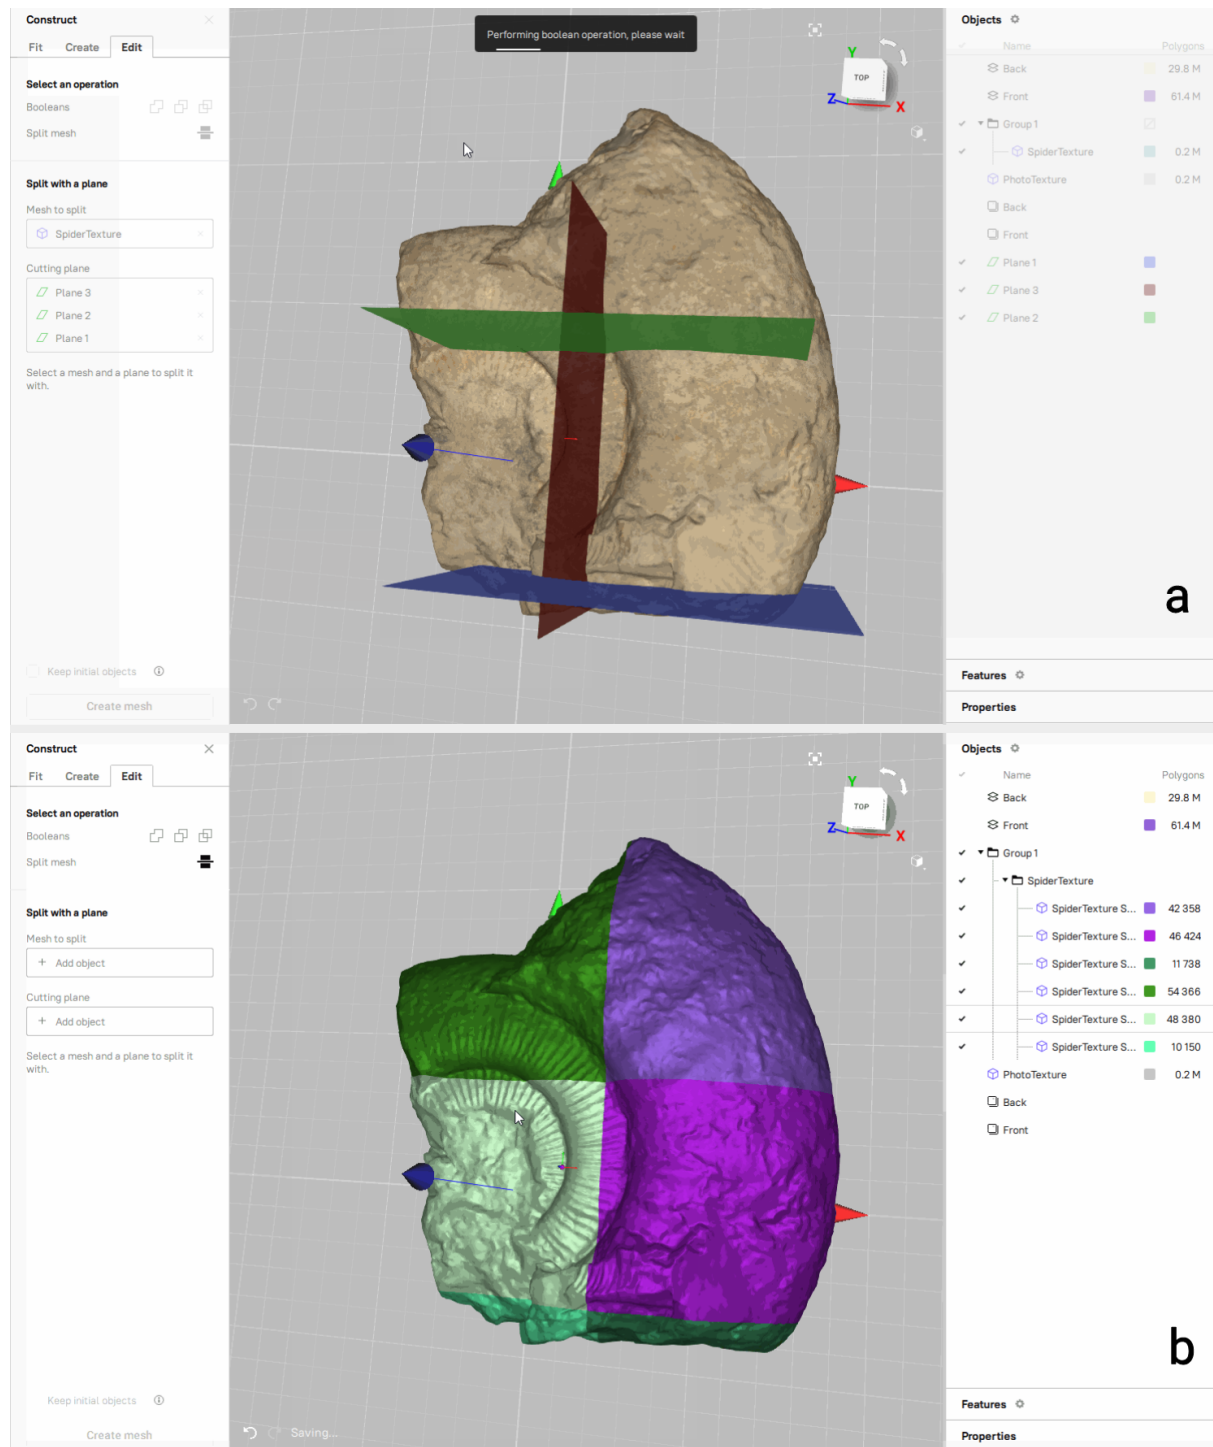 Construct
Fit Create Edit
Select an operation
Booleans
Split mesh
Split with a plane
Mesh to split
SpiderTexture
Cutting plane
Plane 3
Plane 2
Plane 1
Select a mesh and a plane to split it
with.
Keep initial objects
Create mesh
Performing boolean operation, please wait
Y
TOP
Z
X
Objects
Name Polygons
Back 29.8 M
Front 61.4 M
Group 1
SpiderTexture 0.2 M
PhotoTexture 0.2 M
Back
Front
Plane 1
Plane 3
Plane 2
a
Features
Properties
Construct
Fit Create Edit
Select an operation
Booleans
Split mesh
Split with a plane
Mesh to split
+ Add object
Cutting plane
+ Add object
Select a mesh and a plane to split it
with.
Keep initial objects
Create mesh
Y
TOP
Z
X
Saving...
Objects
Name Polygons
Back 29.8 M
Front 61.4 M
Group 1
SpiderTexture
SpiderTexture S... 42 358
SpiderTexture S... 46 424
SpiderTexture S... 11 738
SpiderTexture S... 54 366
SpiderTexture S... 48 380
SpiderTexture S... 10 150
PhotoTexture 0.2 M
Back
Front
b
Features
Properties